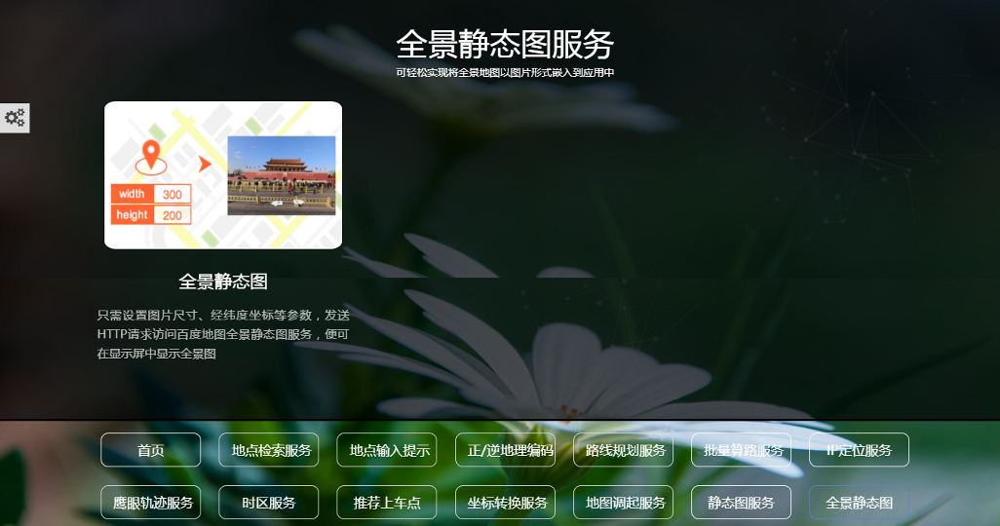 全景静态图服务
可轻松实现将全景地图以图片形式嵌入到应用中
width 300
height 200
全景静态图
只需设置图片尺寸、经纬度坐标等参数，发送
HTTP请求访问百度地图全景静态图服务，便可
在显示屏中显示全景图
首页 地点检索服务 地点输入提示 正/逆地理编码 路线规划服务 批量算路服务 IP定位服务
鹰眼轨迹服务 时区服务 推荐上车点 坐标转换服务 地图调起服务 静态图服务 全景静态图